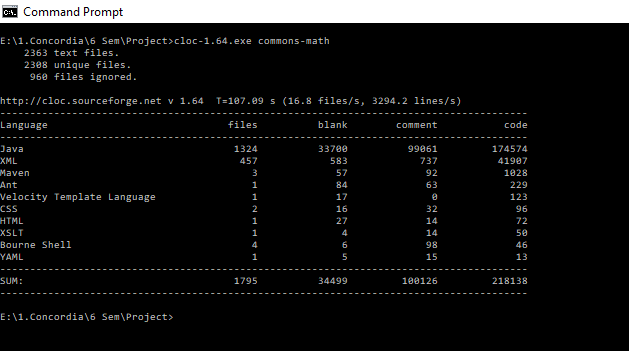 Command Prompt
E:\1.Concordia\6 Sem\Project>cloc-1.64.exe commons-math
    2363 text files.
    2308 unique files.
     960 files ignored.
http://cloc.sourceforge.net v 1.64  T=107.09 s (16.8 files/s, 3294.2 lines/s)
-------------------------------------------------------------------------------
Language                     files          blank        comment           code
-------------------------------------------------------------------------------
Java                          1324          33700          99061         174574
XML                            457            583            737          41907
Maven                            3             57             92           1028
Ant                              1             84             63            229
Velocity Template Language       1             17              0            123
CSS                              2             16             32             96
HTML                             1             27             14             72
XSLT                             1              4             14             50
Bourne Shell                     4              6             98             46
YAML                             1              5             15             13
-------------------------------------------------------------------------------
SUM:                          1795          34499         100126         218138
-------------------------------------------------------------------------------
E:\1.Concordia\6 Sem\Project>